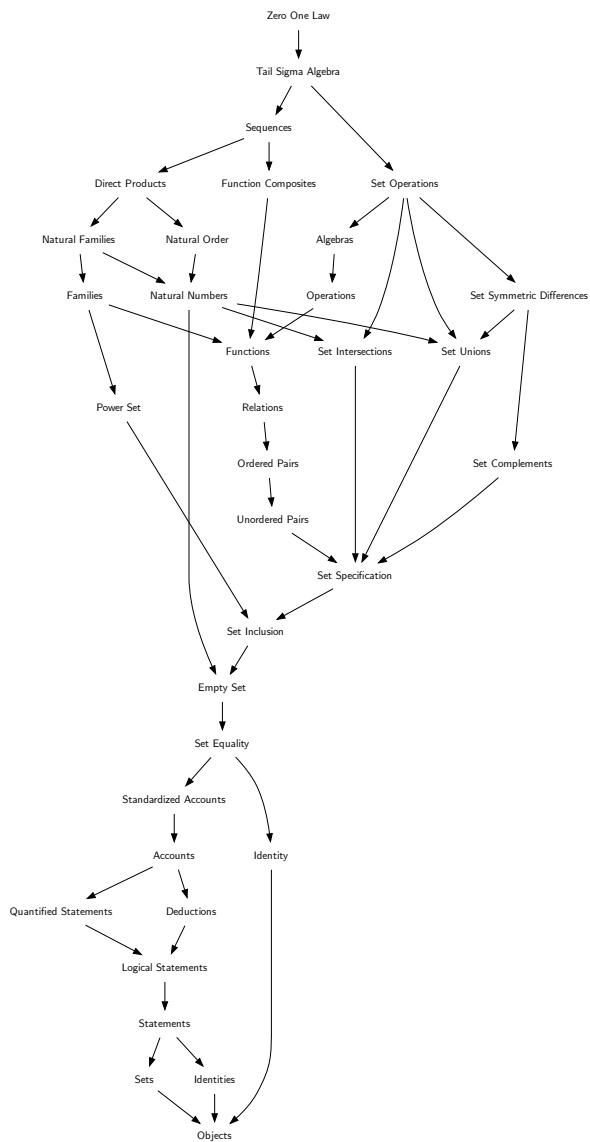 Zero One Law
Tail Sigma Algebra
Sequences
Direct Products
Function Composites
Set Operations
Natural Families
Natural Order
Algebras
Families
Natural Numbers
Operations
Set Symmetric Differences
Functions
Set Intersections
Set Unions
Power Set
Relations
Ordered Pairs
Set Complements
Unordered Pairs
Set Specification
Set Inclusion
Empty Set
Set Equality
Standardized Accounts
Accounts
Identity
Quantified Statements
Deductions
Logical Statements
Statements
Sets
Identities
Objects